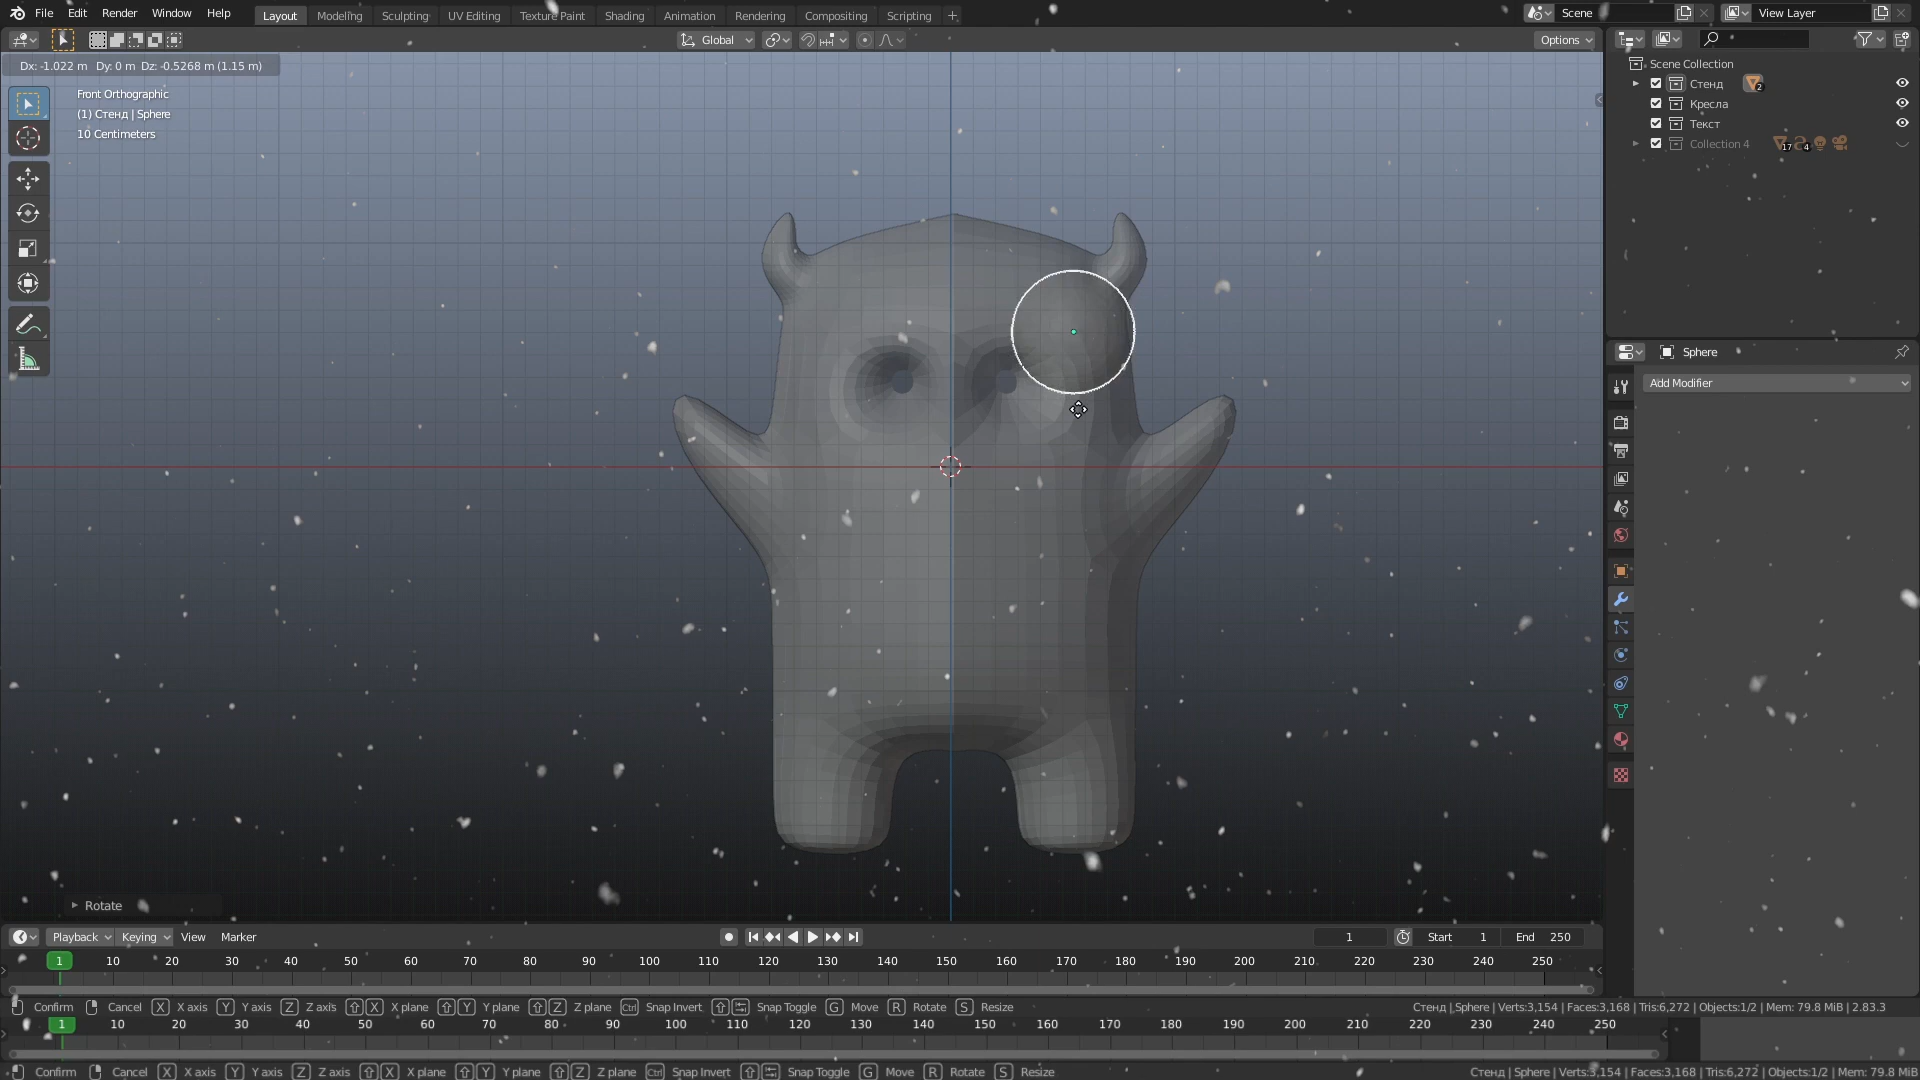 File Edit Render Window Help Layout Modeling Sculpting UV Editing Texture Paint Shading Animation Rendering Compositing Scripting + Scene View Layer
Global Options
Dx: -1.022 m Dy: 0 m Dz: -0.5268 m (1.15 m)
Front Orthographic
(1) Стенд | Sphere
10 Centimeters
Scene Collection
Стенд 2
Кресла
Текст
Collection 4 17 4
Sphere
Add Modifier
Rotate
Playback Keying View Marker 1 Start 1 End 250
1 10 20 30 40 50 60 70 80 90 100 110 120 130 140 150 160 170 180 190 200 210 220 230 240 250
Confirm Cancel X X axis Y Y axis Z Z axis X X plane Y Y plane Z Z plane Ctrl Snap Invert Snap Toggle G Move R Rotate S Resize Стенд | Sphere | Verts:3,154 | Faces:3,168 | Tris:6,272 | Objects:1/2 | Mem: 79.8 MiB | 2.83.3
1 10 20 30 40 50 60 70 80 90 100 110 120 130 140 150 160 170 180 190 200 210 220 230 240 250
Confirm Cancel X X axis Y Y axis Z Z axis X X plane Y Y plane Z Z plane Ctrl Snap Invert Snap Toggle G Move R Rotate S Resize Стенд | Sphere | Verts:3,154 | Faces:3,168 | Tris:6,272 | Objects:1/2 | Mem: 79.8 MiB